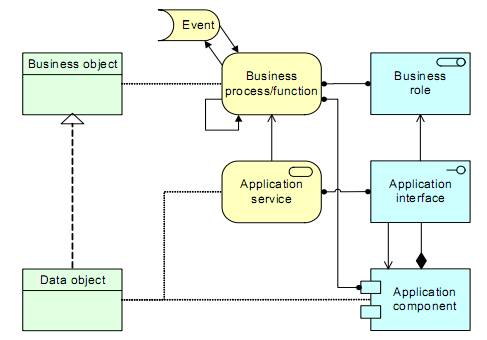 Event
Business object
Business
process/function
Business
role
Application
service
Application
interface
Data object
Application
component